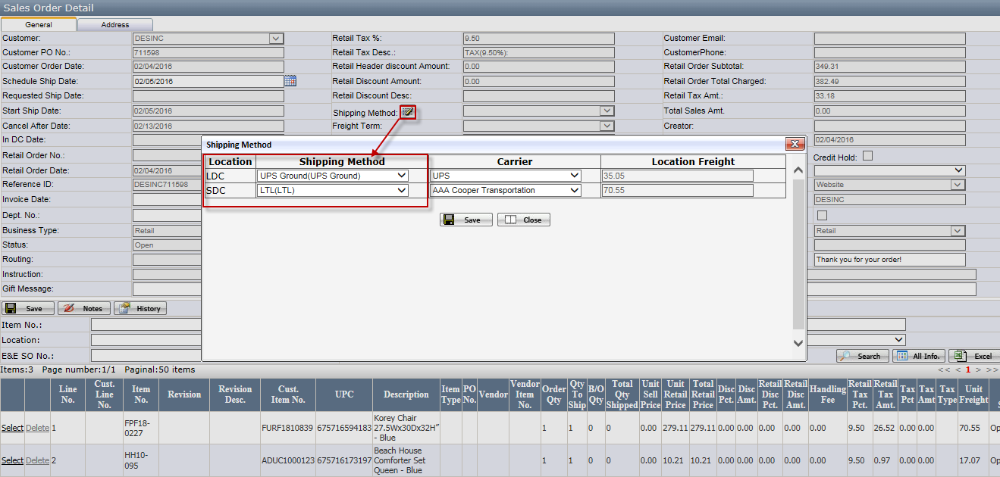 Sales Order Detail
General Address
Customer: DESINC Retail Tax %: 9.50 Customer Email:
Customer PO No.: 711598 Retail Tax Desc.: TAX(9.50%): CustomerPhone:
Customer Order Date: 02/04/2016 Retail Header discount Amount: 0.00 Retail Order Subtotal: 349.31
Schedule Ship Date: 02/05/2016 Retail Discount Amount: 0.00 Retail Order Total Charged: 382.49
Requested Ship Date: Retail Discount Desc: Retail Tax Amt.: 33.18
Start Ship Date: 02/05/2016 Shipping Method: Total Sales Amt. 0.00
Cancel After Date: 02/13/2016 Freight Term: Creator:
In DC Date: 02/04/2016
Retail Order No.: Credit Hold:
Retail Order Date: 02/04/2016
Reference ID: DESINC711598 Website
Invoice Date: DESINC
Dept. No.:
Business Type: Retail Retail
Status: Open
Routing: Thank you for your order!
Instruction:
Gift Message:
Shipping Method
Location Shipping Method Carrier Location Freight
LDC UPS Ground(UPS Ground) UPS 35.05
SDC LTL(LTL) AAA Cooper Transportation 70.55
Save Close
Save Notes History
Item No.:
Location:
E&E SO No.:
Search All Info. Excel
Items:3 Page number:1/1 Paginal:50 items << < 1 > >>
Line No. Cust. Line No. Item No. Revision Revision Desc. Cust. Item No. UPC Description Item Type PO No. Vendor Vendor Item No. Order Qty Qty To Ship B/O Qty Total Qty Shipped Unit Sell Price Unit Retail Price Total Retail Price Disc Pct. Disc Amt. Retail Disc Pct. Retail Disc Amt. Handling Fee Retail Tax Pct. Retail Tax Amt. Tax Pct Tax Amt Tax Type Unit Freight S
Select Delete 1 FPF18-0227 FURF1810839 675716594183 Korey Chair 27.5Wx30Dx32H" - Blue 1 1 0 0 0.00 279.11 279.11 0.00 0.00 0.00 0.00 0.00 9.50 26.52 0.00 0.00 70.55 Op
Select Delete 2 HH10-095 ADUC1000123 675716173197 Beach House Comforter Set Queen - Blue 1 1 0 0 0.00 10.21 10.21 0.00 0.00 0.00 0.00 0.00 9.50 0.97 0.00 0.00 17.07 Op